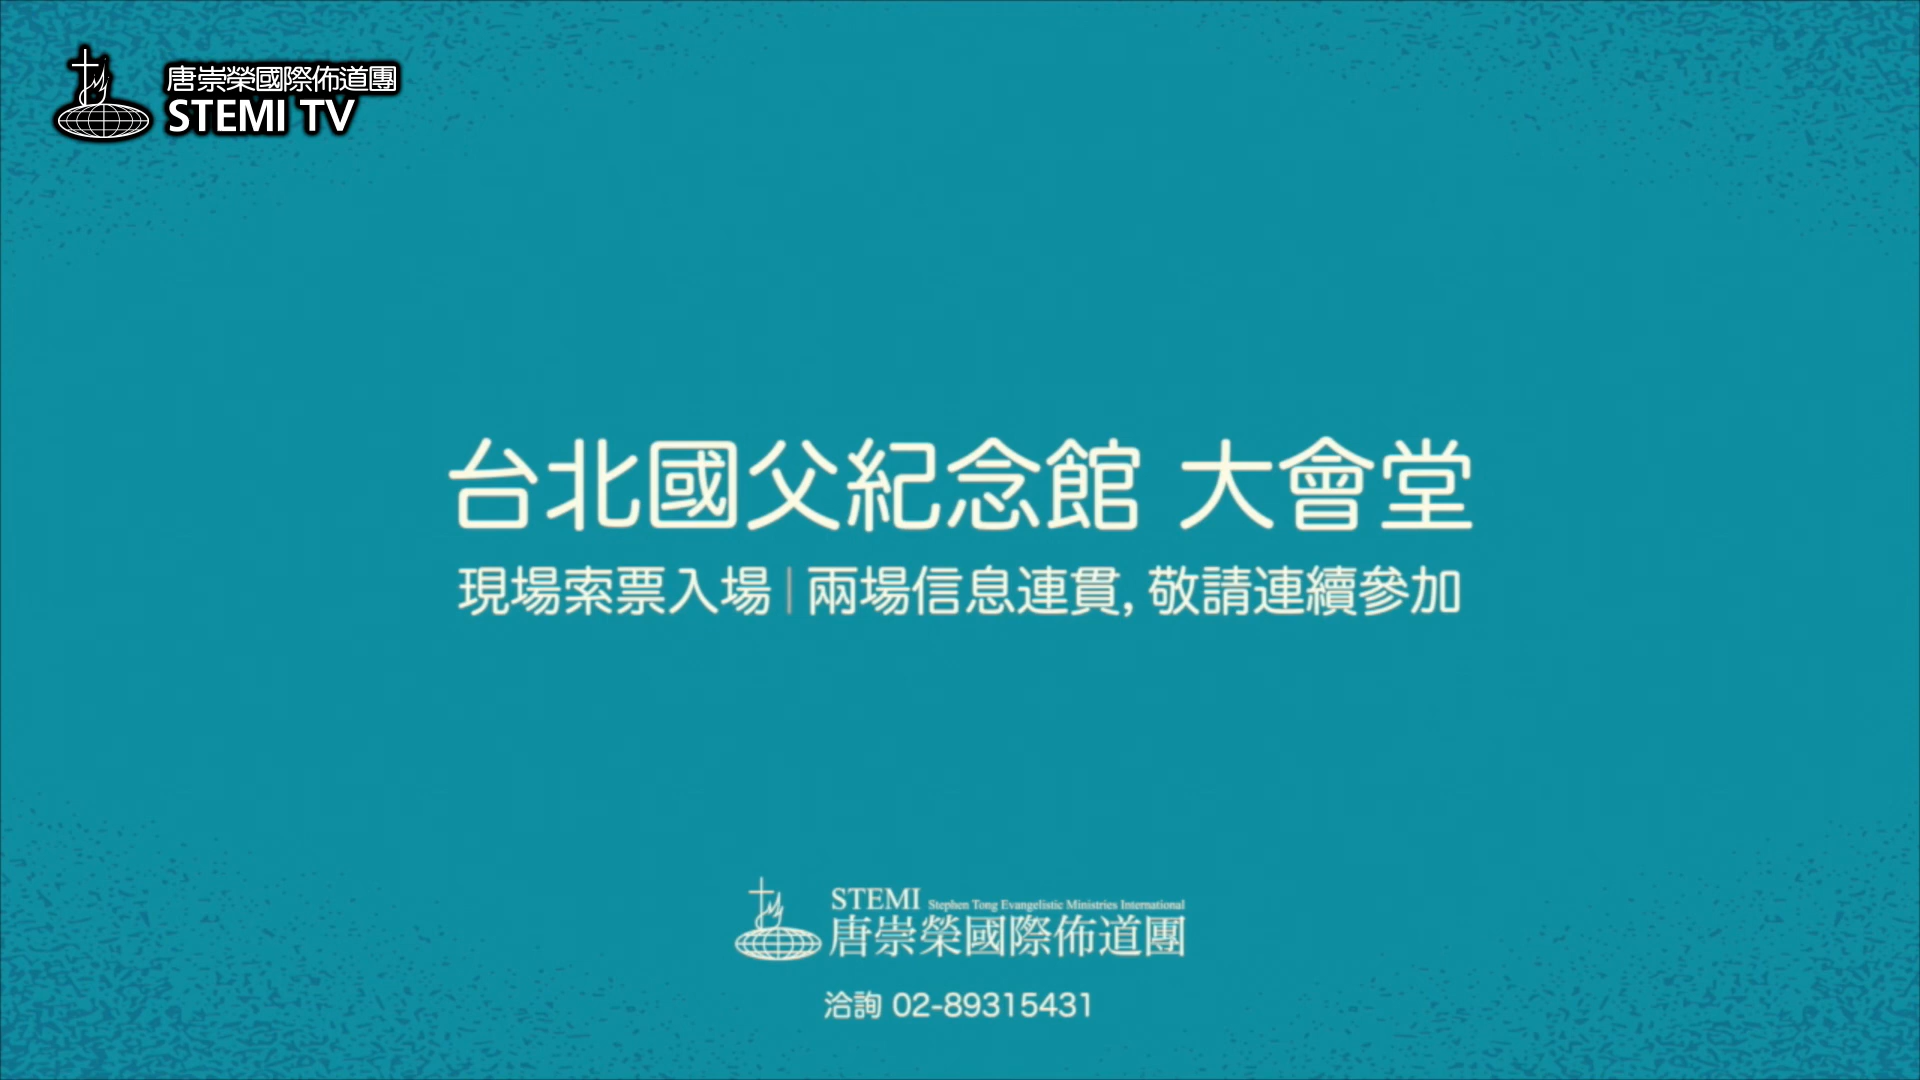 唐崇榮國際佈道團
STEMI TV
台北國父紀念館 大會堂
現場索票入場|兩場信息連貫, 敬請連續參加
STEMI Stephen Tong Evangelistic Ministries International
唐崇榮國際佈道團
洽詢 02-89315431